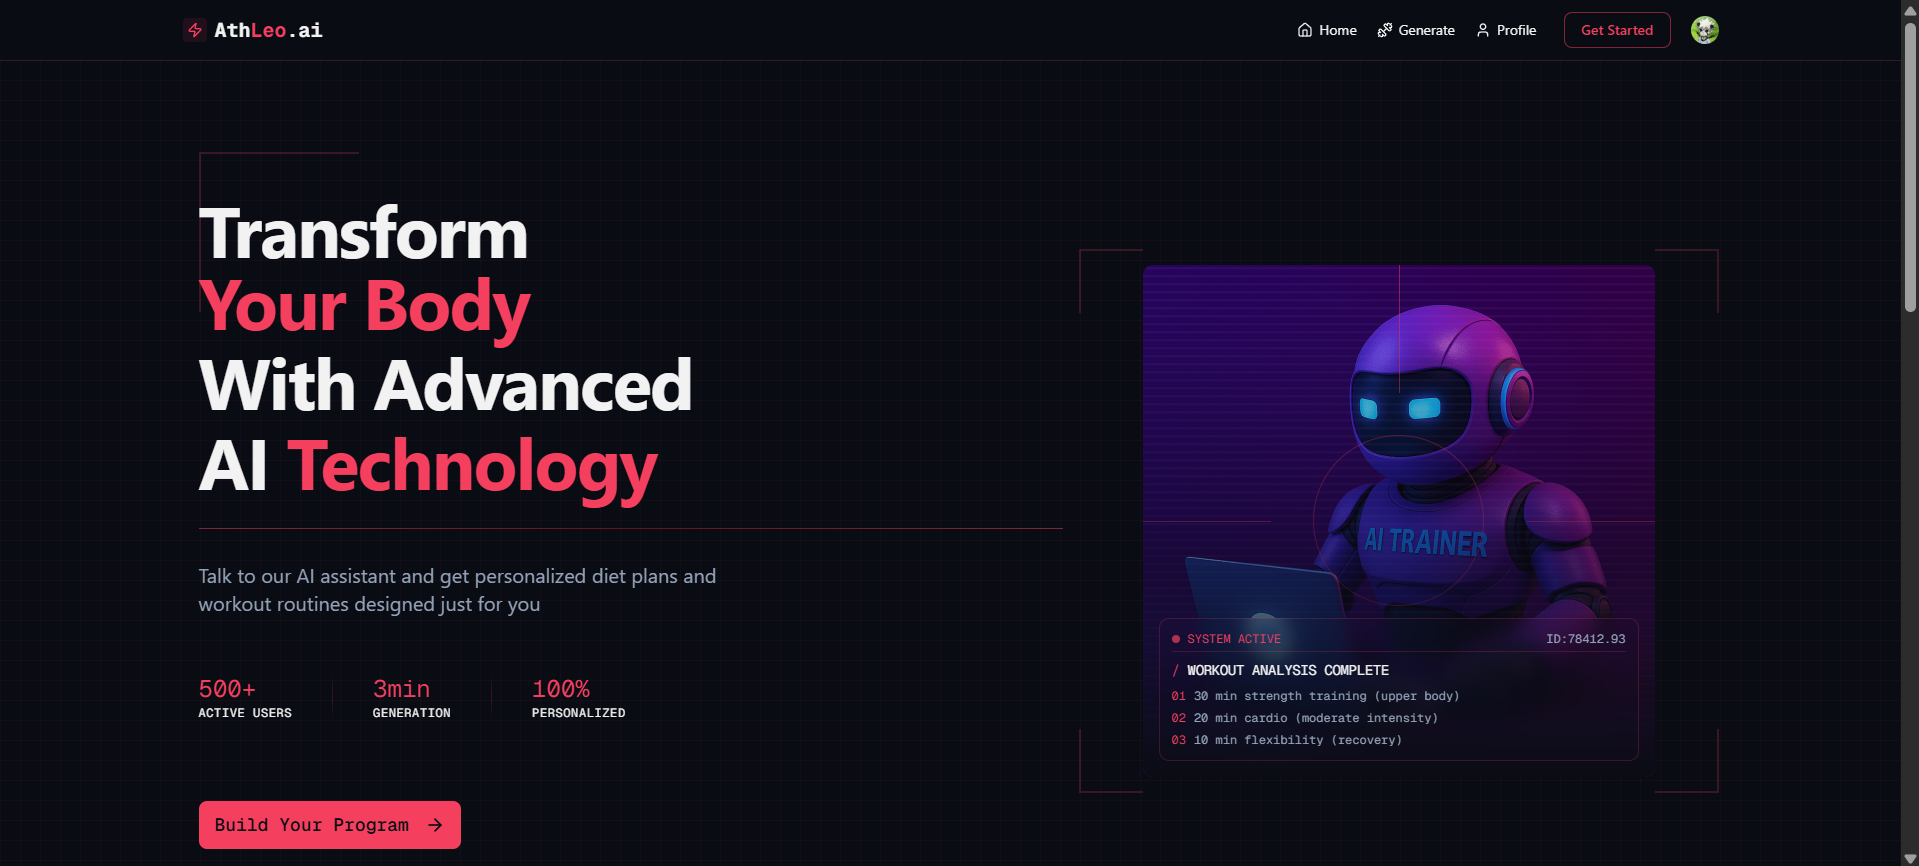 AthLeo.ai
Home
Generate
Profile
Get Started
Transform
Your Body
With Advanced
AI Technology
Talk to our AI assistant and get personalized diet plans and
workout routines designed just for you
500+
ACTIVE USERS
3min
GENERATION
100%
PERSONALIZED
Build Your Program
AI TRAINER
SYSTEM ACTIVE
ID:78412.93
/ WORKOUT ANALYSIS COMPLETE
01 30 min strength training (upper body)
02 20 min cardio (moderate intensity)
03 10 min flexibility (recovery)